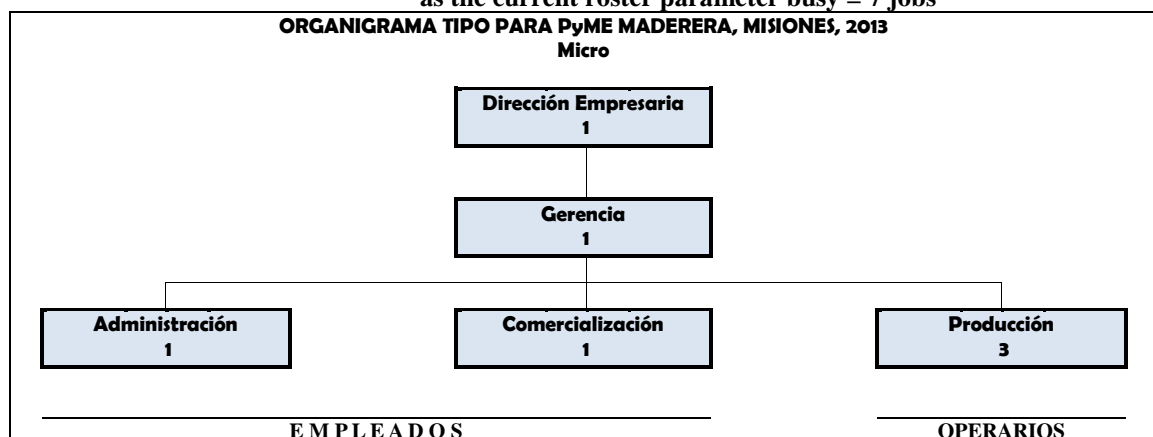 as the current roster parameter busy = 7 jobs
ORGANIGRAMA TIPO PARA PyME MADERERA, MISIONES, 2013
Micro
Dirección Empresaria
1
Gerencia
1
Administración
1
Comercialización
1
Producción
3
E M P L E A D O S
OPERARIOS